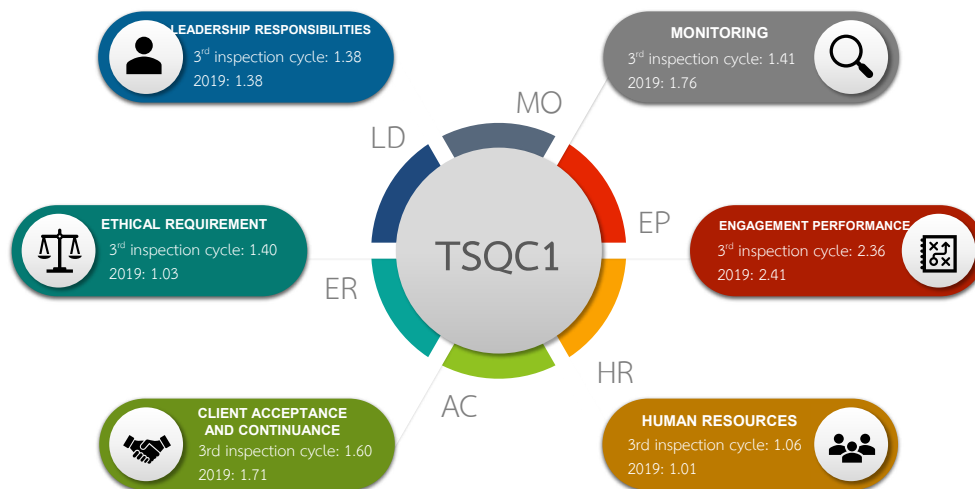 LEADERSHIP RESPONSIBILITIES
3rd inspection cycle: 1.38
2019: 1.38
MONITORING
3rd inspection cycle: 1.41
2019: 1.76
MO
LD
ETHICAL REQUIREMENT
3rd inspection cycle: 1.40
2019: 1.03
TSQC1
EP
ENGAGEMENT PERFORMANCE
3rd inspection cycle: 2.36
2019: 2.41
ER
HR
AC
CLIENT ACCEPTANCE
AND CONTINUANCE
3rd inspection cycle: 1.60
2019: 1.71
HUMAN RESOURCES
3rd inspection cycle: 1.06
2019: 1.01